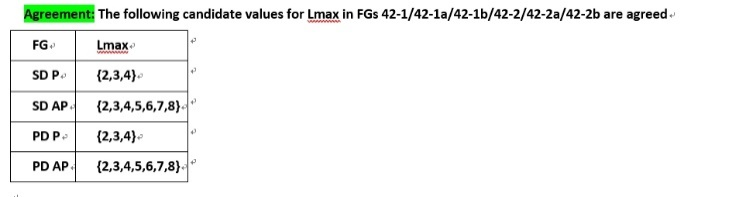 Agreement: The following candidate values for Lmax in FGs 42-1/42-1a/42-1b/42-2/42-2a/42-2b are agreed
FG Lmax
SD P {2,3,4}
SD AP {2,3,4,5,6,7,8}
PD P {2,3,4}
PD AP {2,3,4,5,6,7,8}